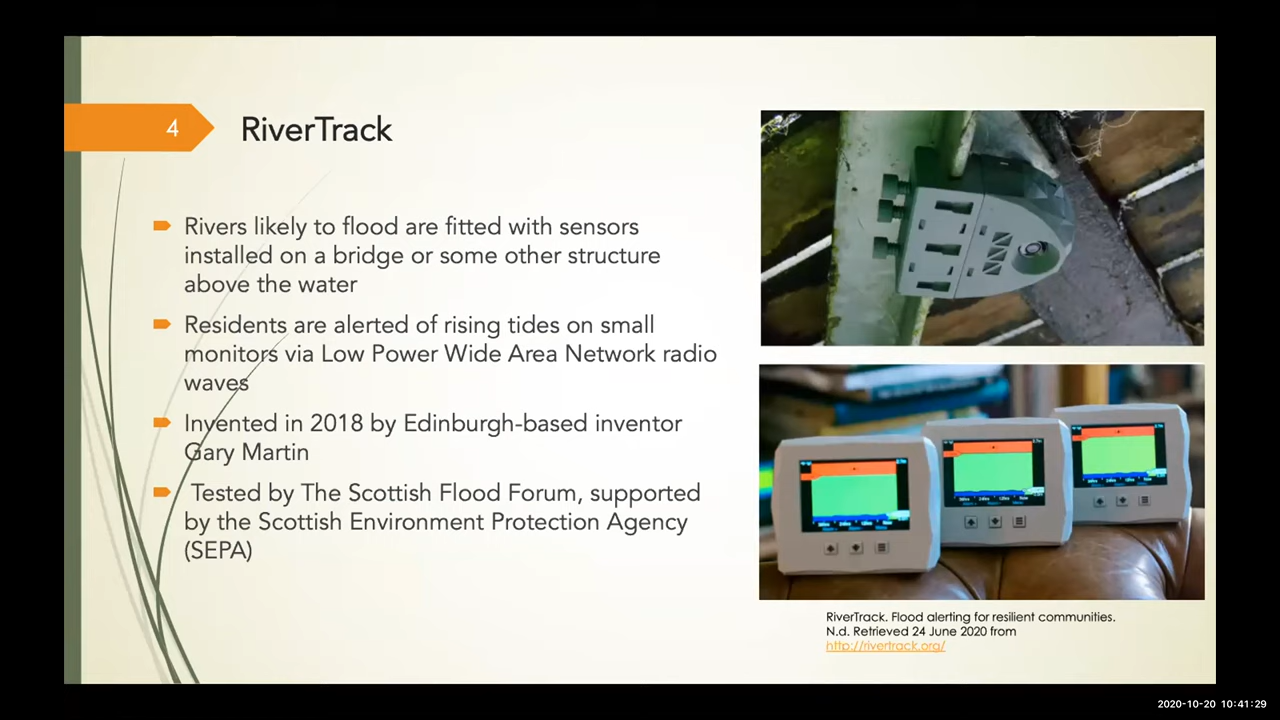 4
RiverTrack
Rivers likely to flood are fitted with sensors
installed on a bridge or some other structure
above the water
Residents are alerted of rising tides on small
monitors via Low Power Wide Area Network radio
waves
Invented in 2018 by Edinburgh-based inventor
Gary Martin
Tested by The Scottish Flood Forum, supported
by the Scottish Environment Protection Agency
(SEPA)
RiverTrack. Flood alerting for resilient communities.
N.d. Retrieved 24 June 2020 from
http://rivertrack.org/
2020-10-20 10:41:29